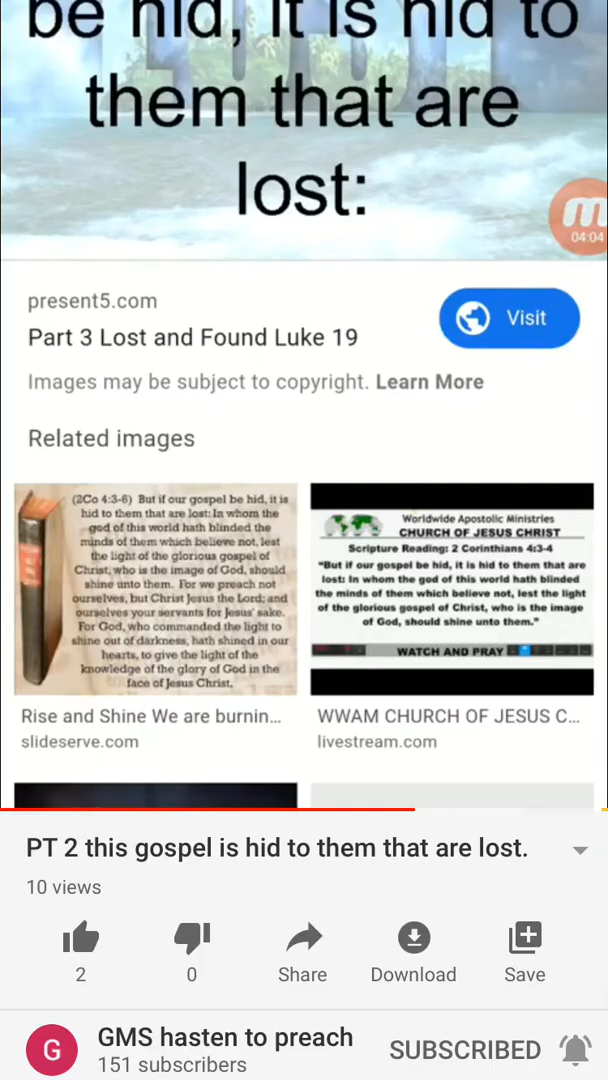 be hid, it is hid to
them that are
lost:
04:04
present5.com
Part 3 Lost and Found Luke 19
Visit
Images may be subject to copyright. Learn More
Related images
(2Co 4:3-6) But if our gospel be hid, it is
hid to them that are lost: In whom the
god of this world hath blinded the
minds of them which believe not, lest
the light of the glorious gospel of
Christ, who is the image of God, should
shine unto them. For we preach not
ourselves, but Christ Jesus the Lord; and
ourselves your servants for Jesus' sake.
For God, who commanded the light to
shine out of darkness, hath shined in our
hearts, to give the light of the
knowledge of the glory of God in the
face of Jesus Christ.
Rise and Shine We are burnin...
slideserve.com
Worldwide Apostolic Ministries
CHURCH OF JESUS CHRIST
Scripture Reading: 2 Corinthians 4:3-4
"But if our gospel be hid, it is hid to them that are
lost: In whom the god of this world hath blinded
the minds of them which believe not, lest the light
of the glorious gospel of Christ, who is the image
of God, should shine unto them."
WATCH AND PRAY
WWAM CHURCH OF JESUS C...
livestream.com
PT 2 this gospel is hid to them that are lost.
10 views
2
0
Share
Download
Save
G
GMS hasten to preach
151 subscribers
SUBSCRIBED